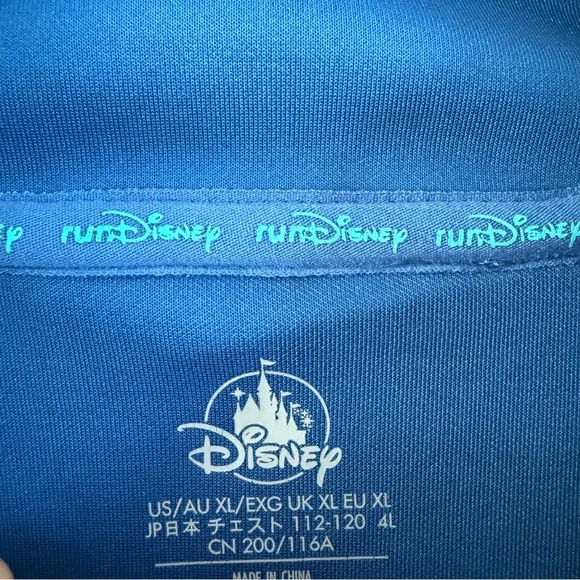 ey runDisney runDisney runDisney
Disney
US/AU XL/EXG UK XL EU XL
JP日本 チェスト 112-120 4L
CN 200/116A
MADE IN CHINA